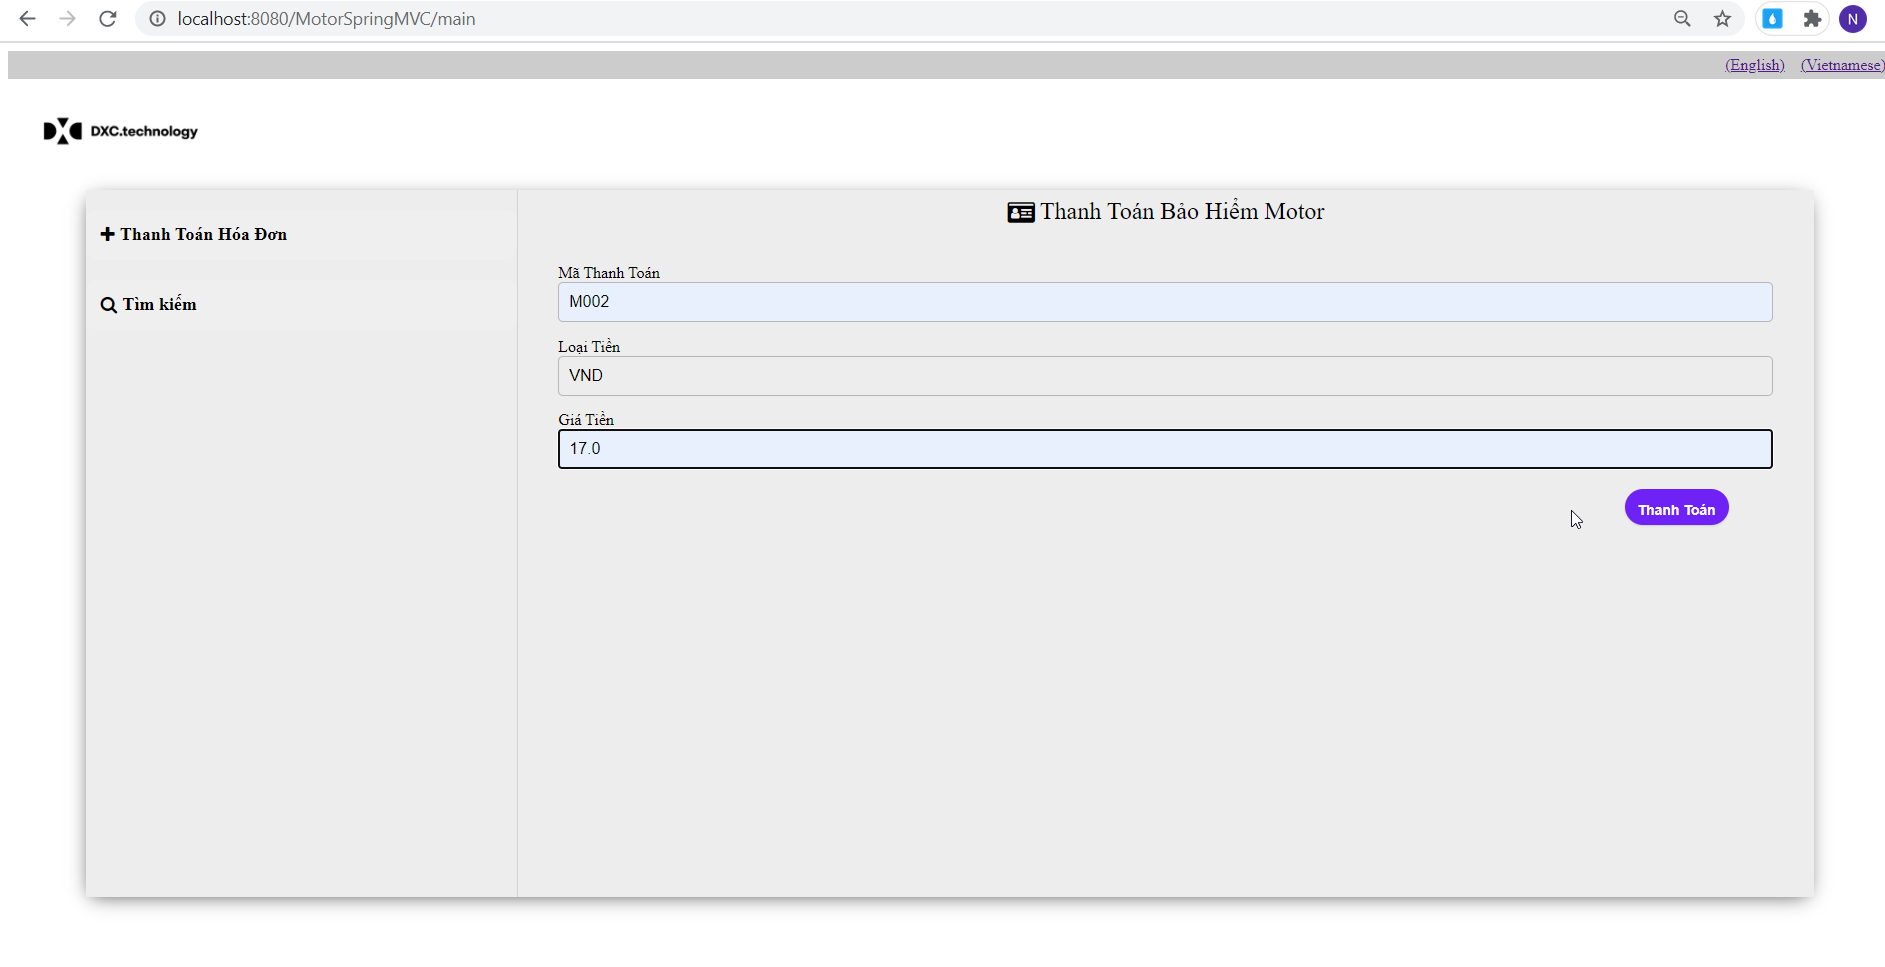 localhost:8080/MotorSpringMVC/main
N
(English) (Vietnamese)
DXC.technology
Thanh Toán Hóa Đơn
Tìm kiếm
Thanh Toán Bảo Hiểm Motor
Mã Thanh Toán
M002
Loại Tiền
VND
Giá Tiền
17.0
Thanh Toán